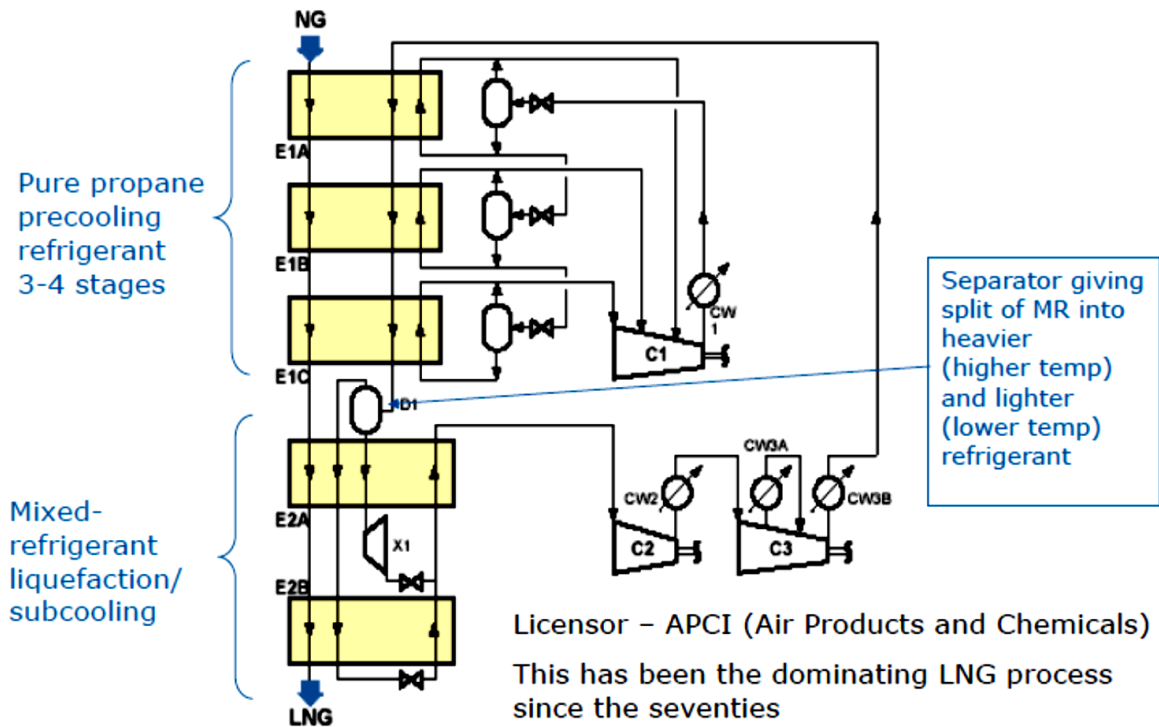 NG
E1A
Pure propane
precooling
refrigerant
3-4 stages
E1B
CW
1
C1
E1C
D1
Separator giving
split of MR into
heavier
(higher temp)
and lighter
(lower temp)
refrigerant
Mixed-
refrigerant
liquefaction/
subcooling
E2A
X1
E2B
CW2
CW3A
CW3B
C2
C3
LNG
Licensor – APCI (Air Products and Chemicals)
This has been the dominating LNG process
since the seventies